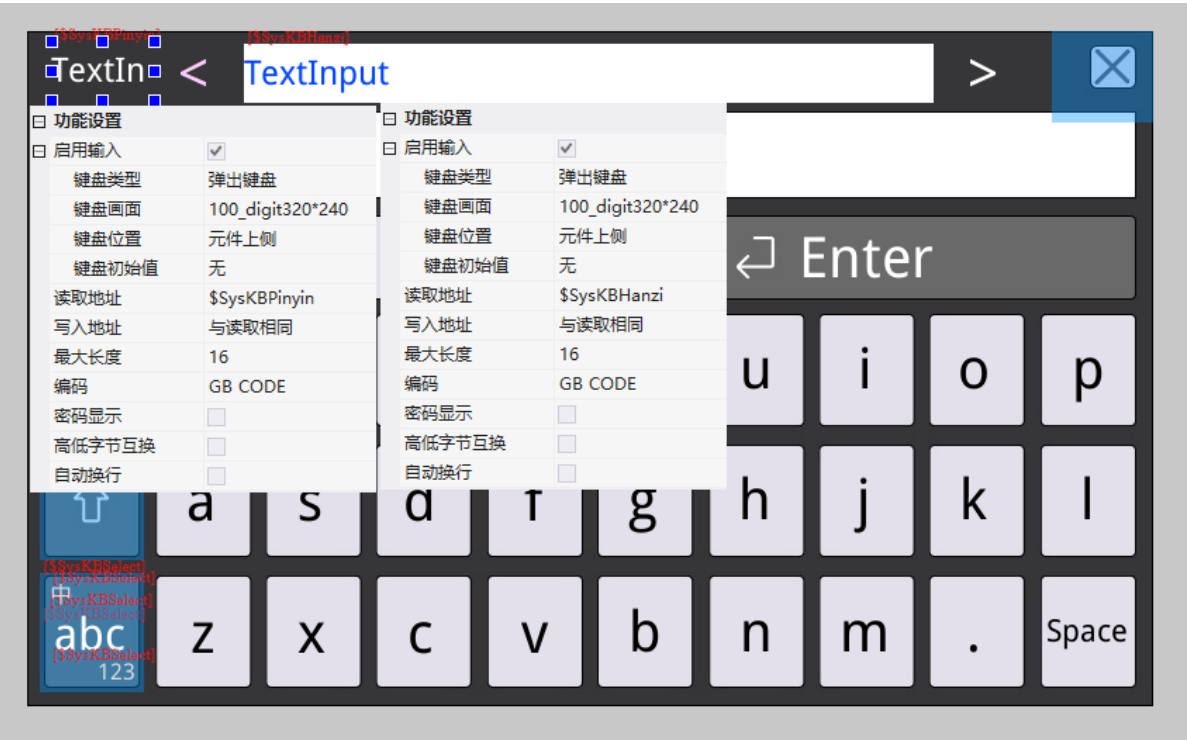 [$SysKBPinyin]
[$SysKBHanzi]
TextIn
<
TextInput
>
功能设置
启用输入
键盘类型 弹出键盘
键盘画面 100_digit320*240
键盘位置 元件上侧
键盘初始值 无
读取地址 $SysKBPinyin
写入地址 与读取相同
最大长度 16
编码 GB CODE
密码显示
高低字节互换
自动换行
功能设置
启用输入
键盘类型 弹出键盘
键盘画面 100_digit320*240
键盘位置 元件上侧
键盘初始值 无
读取地址 $SysKBHanzi
写入地址 与读取相同
最大长度 16
编码 GB CODE
密码显示
高低字节互换
自动换行
Enter
u i o p
a s d f g h j k l
[$SysKBSelect]
[$SysKBSelect]
中
[$SysKBSelect]
[$SysKBSelect]
abc
[$SysKBSelect]
123
z x c v b n m . Space